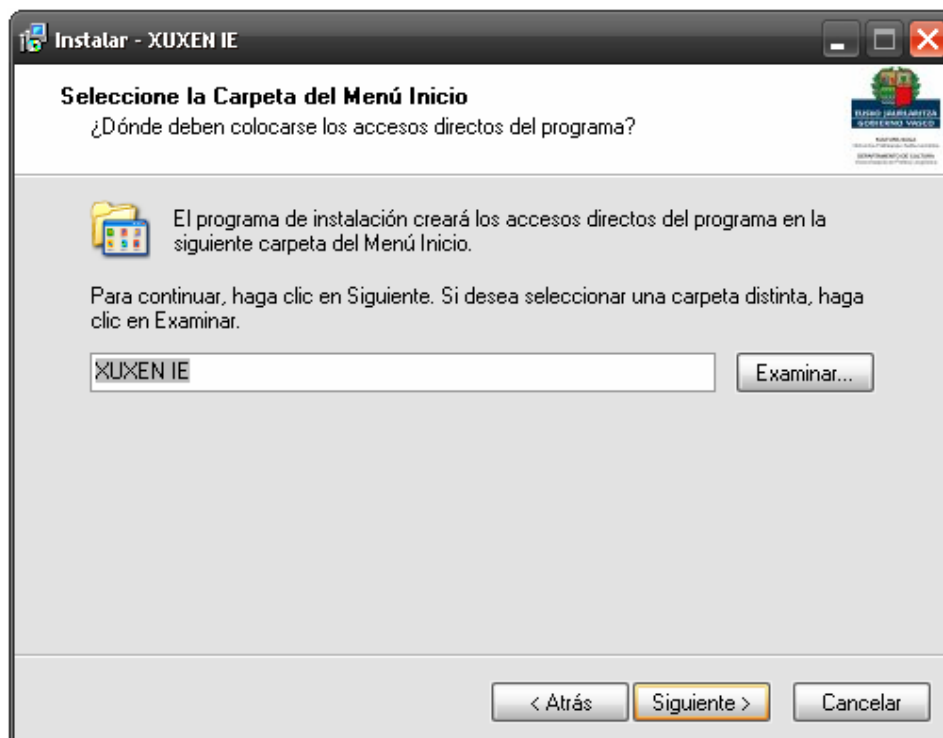 Instalar - XUXEN IE
Seleccione la Carpeta del Menú Inicio
¿Dónde deben colocarse los accesos directos del programa?
EUSKO JAURLARITZA
GOBIERNO VASCO
DEPARTAMENTO DE CULTURA
El programa de instalación creará los accesos directos del programa en la
siguiente carpeta del Menú Inicio.
Para continuar, haga clic en Siguiente. Si desea seleccionar una carpeta distinta, haga
clic en Examinar.
XUXEN IE
Examinar...
< Atrás
Siguiente >
Cancelar